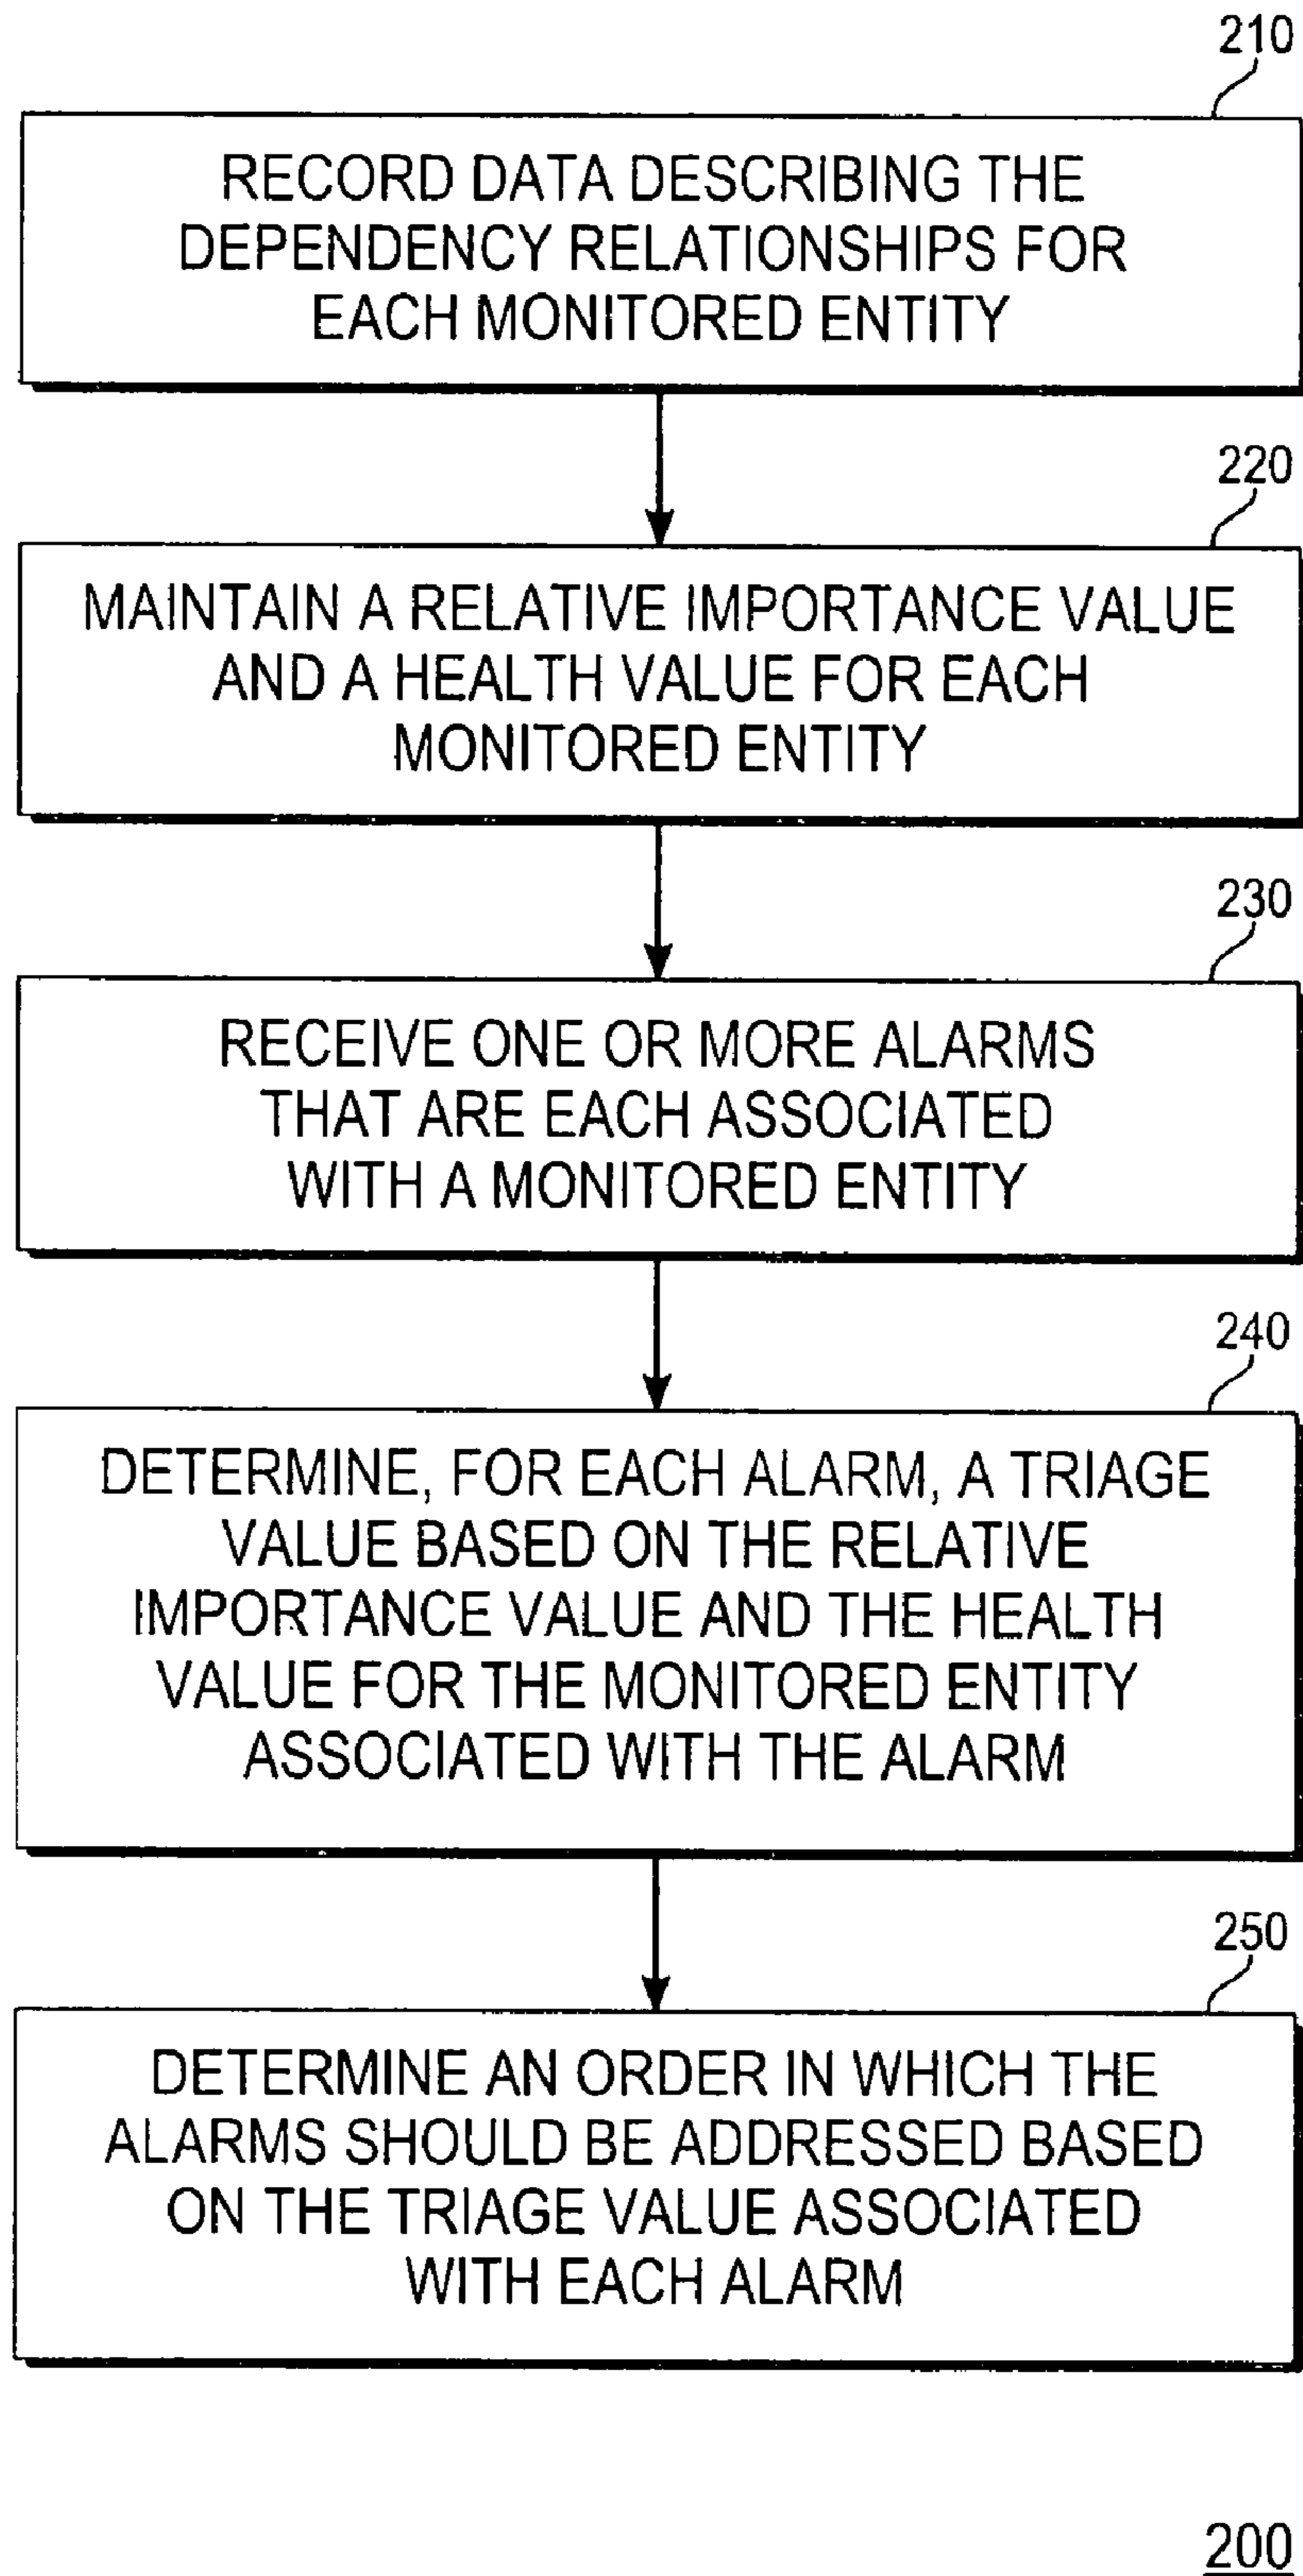 210
RECORD DATA DESCRIBING THE
DEPENDENCY RELATIONSHIPS FOR
EACH MONITORED ENTITY
220
MAINTAIN A RELATIVE IMPORTANCE VALUE
AND A HEALTH VALUE FOR EACH
MONITORED ENTITY
230
RECEIVE ONE OR MORE ALARMS
THAT ARE EACH ASSOCIATED
WITH A MONITORED ENTITY
240
DETERMINE, FOR EACH ALARM, A TRIAGE
VALUE BASED ON THE RELATIVE
IMPORTANCE VALUE AND THE HEALTH
VALUE FOR THE MONITORED ENTITY
ASSOCIATED WITH THE ALARM
250
DETERMINE AN ORDER IN WHICH THE
ALARMS SHOULD BE ADDRESSED BASED
ON THE TRIAGE VALUE ASSOCIATED
WITH EACH ALARM
200